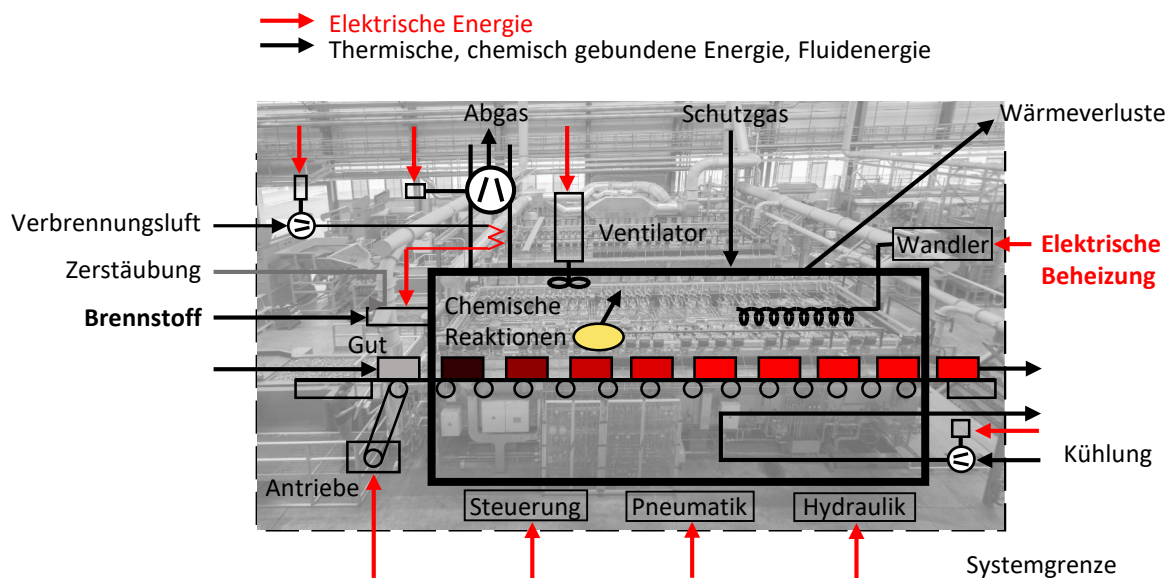 Elektrische Energie
Thermische, chemisch gebundene Energie, Fluidenergie
Abgas
Schutzgas
Wärmeverluste
Verbrennungsluft
Ventilator
Wandler
Elektrische
Beheizung
Zerstäubung
Chemische
Reaktionen
Brennstoff
Gut
Kühlung
Antriebe
Steuerung
Pneumatik
Hydraulik
Systemgrenze